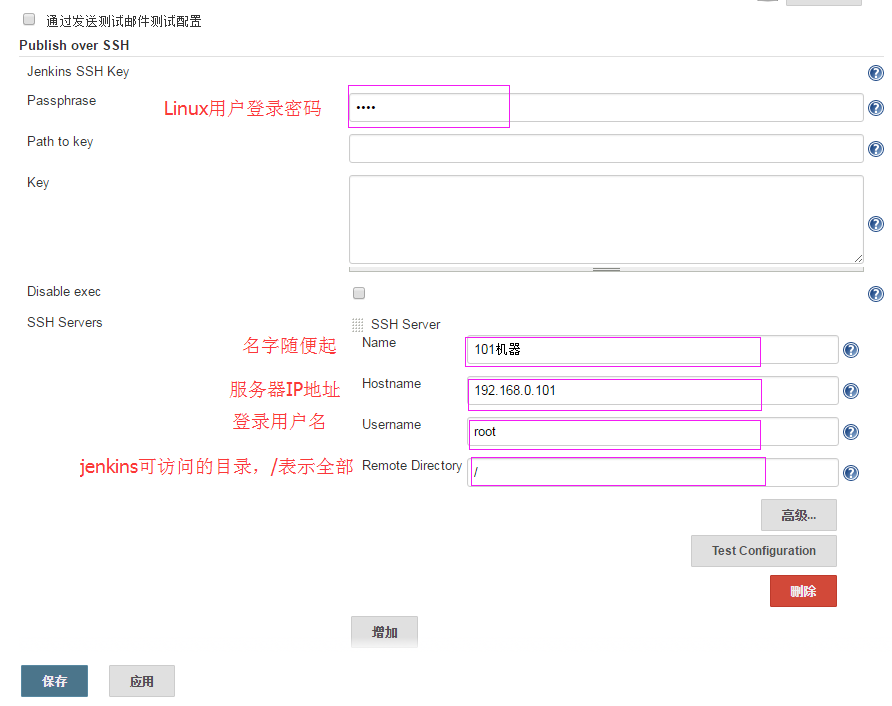 通过发送测试邮件测试配置
Publish over SSH
Jenkins SSH Key
Passphrase
Linux用户登录密码
••••
Path to key
Key
Disable exec
SSH Servers
SSH Server
名字随便起
Name
101机器
服务器IP地址
Hostname
192.168.0.101
登录用户名
Username
root
jenkins可访问的目录，/表示全部
Remote Directory
/
高级...
Test Configuration
删除
增加
保存
应用